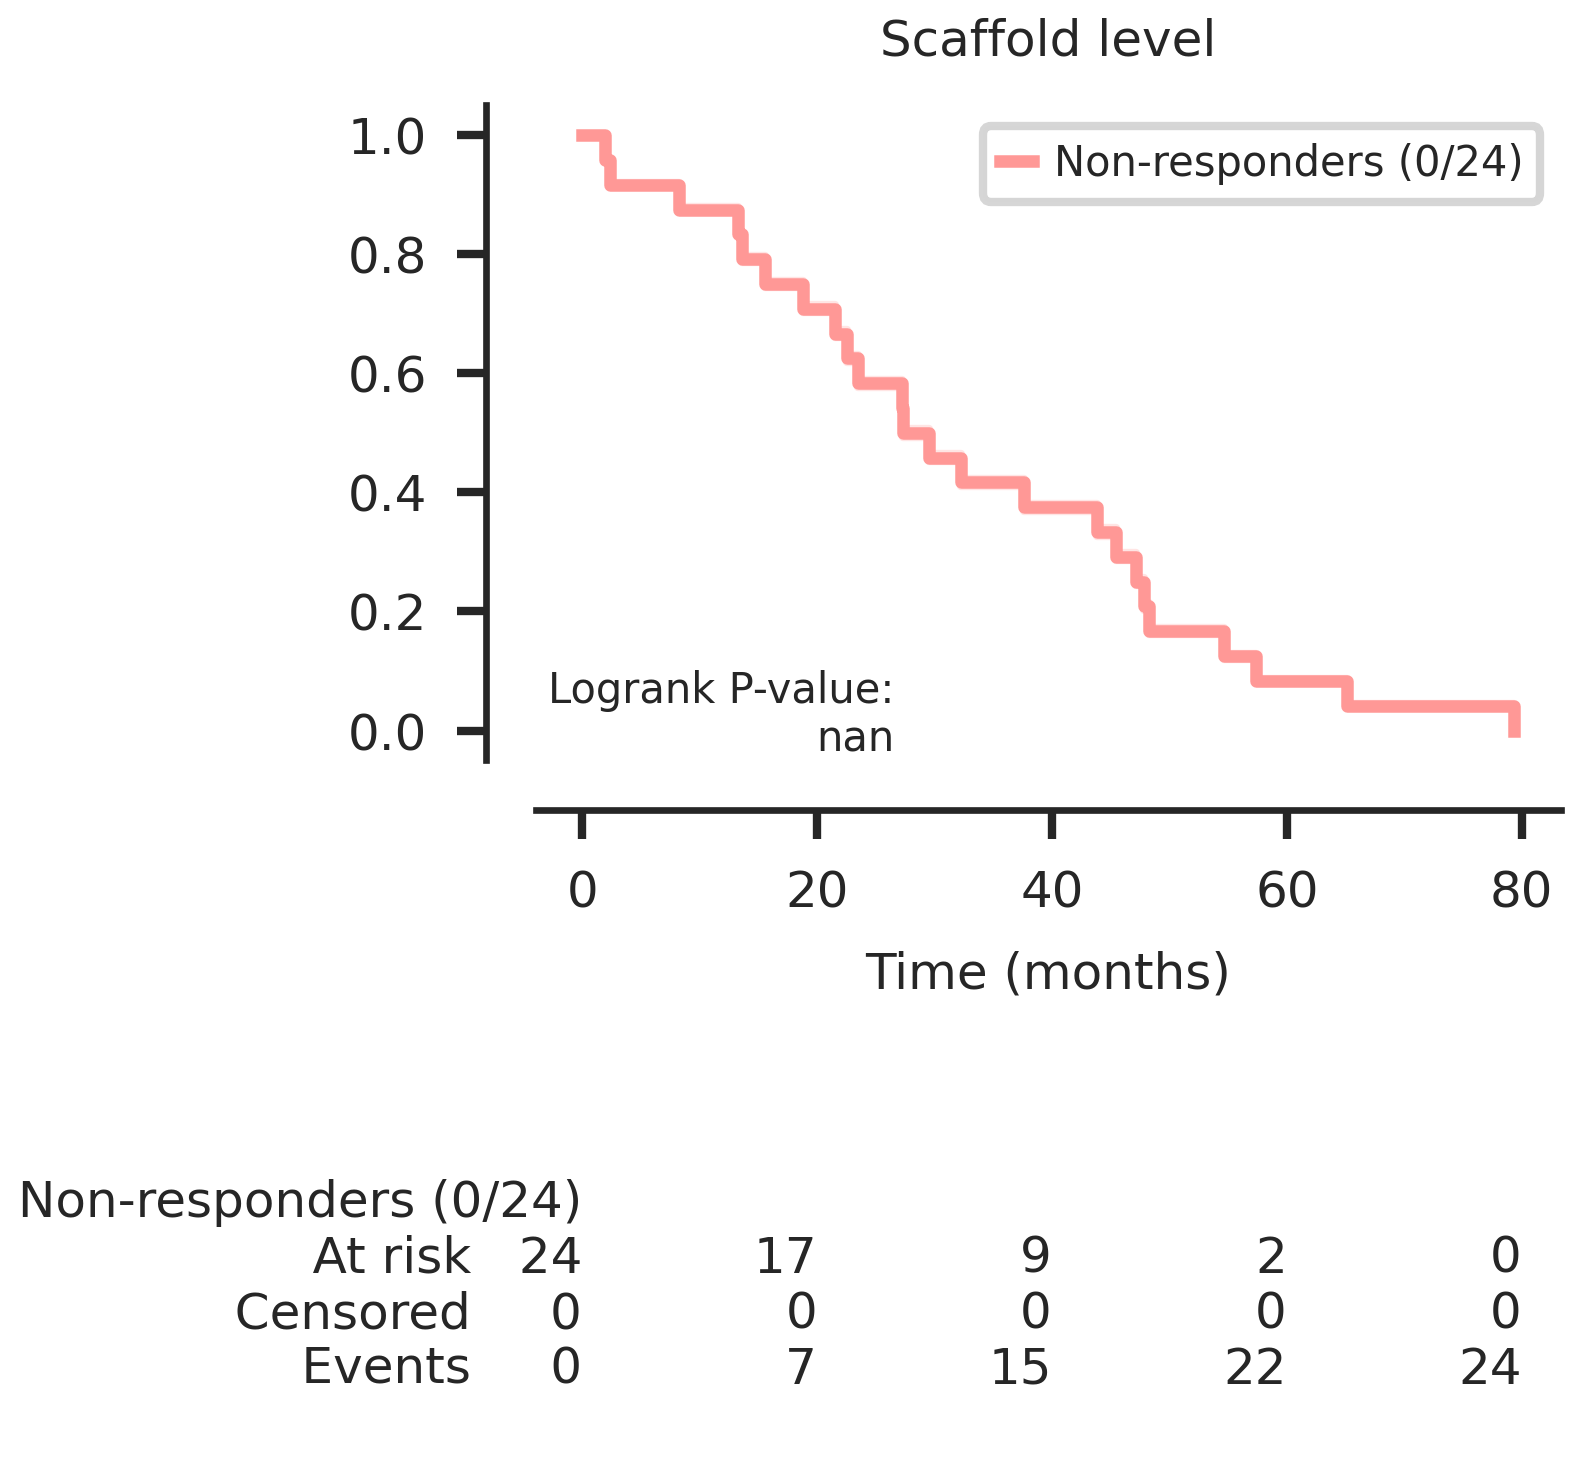 Scaffold level
Non-responders (0/24)
1.0
0.8
0.6
0.4
0.2
0.0
Logrank P-value:
nan
0 20 40 60 80
Time (months)
Non-responders (0/24)
At risk 24 17 9 2 0
Censored 0 0 0 0 0
Events 0 7 15 22 24